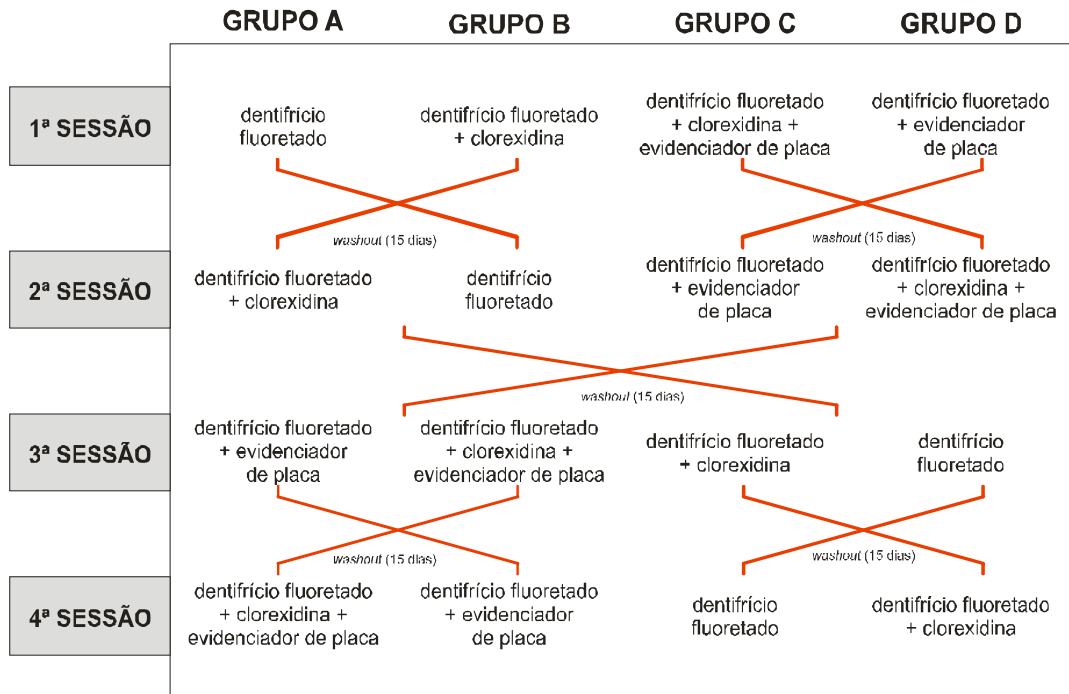 GRUPO A
GRUPO B
GRUPO C
GRUPO D
1ª SESSÃO
dentifrício
fluoretado
dentifrício fluoretado
+ clorexidina
dentifrício fluoretado
+ clorexidina +
evidenciador de placa
dentifrício fluoretado
+ evidenciador
de placa
washout (15 dias)
washout (15 dias)
2ª SESSÃO
dentifrício fluoretado
+ clorexidina
dentifrício
fluoretado
dentifrício fluoretado
+ evidenciador
de placa
dentifrício fluoretado
+ clorexidina +
evidenciador de placa
washout (15 dias)
3ª SESSÃO
dentifrício fluoretado
+ evidenciador
de placa
dentifrício fluoretado
+ clorexidina +
evidenciador de placa
dentifrício fluoretado
+ clorexidina
dentifrício
fluoretado
washout (15 dias)
washout (15 dias)
4ª SESSÃO
dentifrício fluoretado
+ clorexidina +
evidenciador de placa
dentifrício fluoretado
+ evidenciador
de placa
dentifrício
fluoretado
dentifrício fluoretado
+ clorexidina